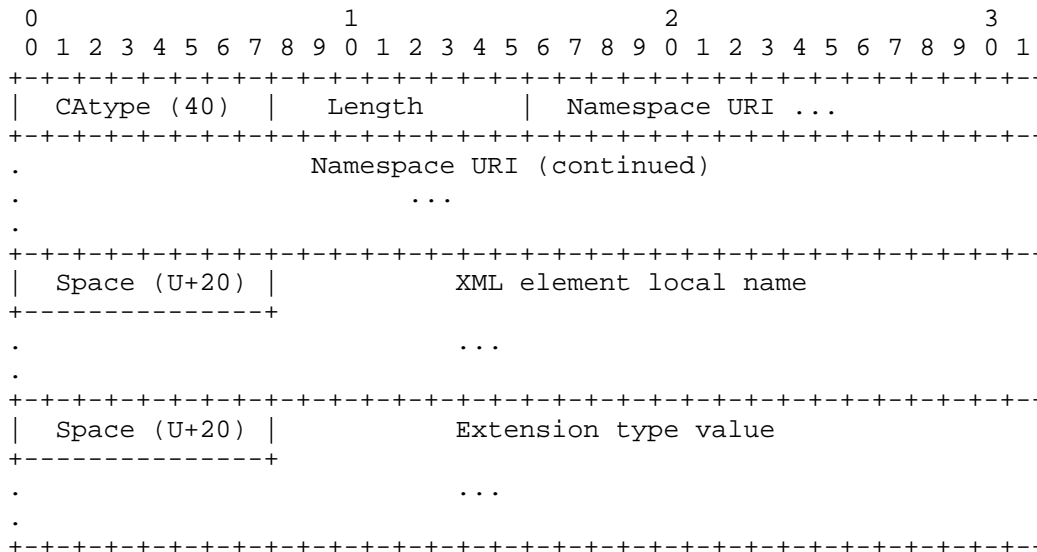 0                   1                   2                   3
 0 1 2 3 4 5 6 7 8 9 0 1 2 3 4 5 6 7 8 9 0 1 2 3 4 5 6 7 8 9 0 1
+-+-+-+-+-+-+-+-+-+-+-+-+-+-+-+-+-+-+-+-+-+-+-+-+-+-+-+-+-+-+-+--
|  CAtype (40)  |   Length      |  Namespace URI ...
+-+-+-+-+-+-+-+-+-+-+-+-+-+-+-+-+-+-+-+-+-+-+-+-+-+-+-+-+-+-+-+--
.                  Namespace URI (continued)
.                        ...
.
+-+-+-+-+-+-+-+-+-+-+-+-+-+-+-+-+-+-+-+-+-+-+-+-+-+-+-+-+-+-+-+--
|  Space (U+20) |           XML element local name
+---------------+
.                           ...
.
+-+-+-+-+-+-+-+-+-+-+-+-+-+-+-+-+-+-+-+-+-+-+-+-+-+-+-+-+-+-+-+--
|  Space (U+20) |           Extension type value
+---------------+
.                           ...
.
+-+-+-+-+-+-+-+-+-+-+-+-+-+-+-+-+-+-+-+-+-+-+-+-+-+-+-+-+-+-+-+--